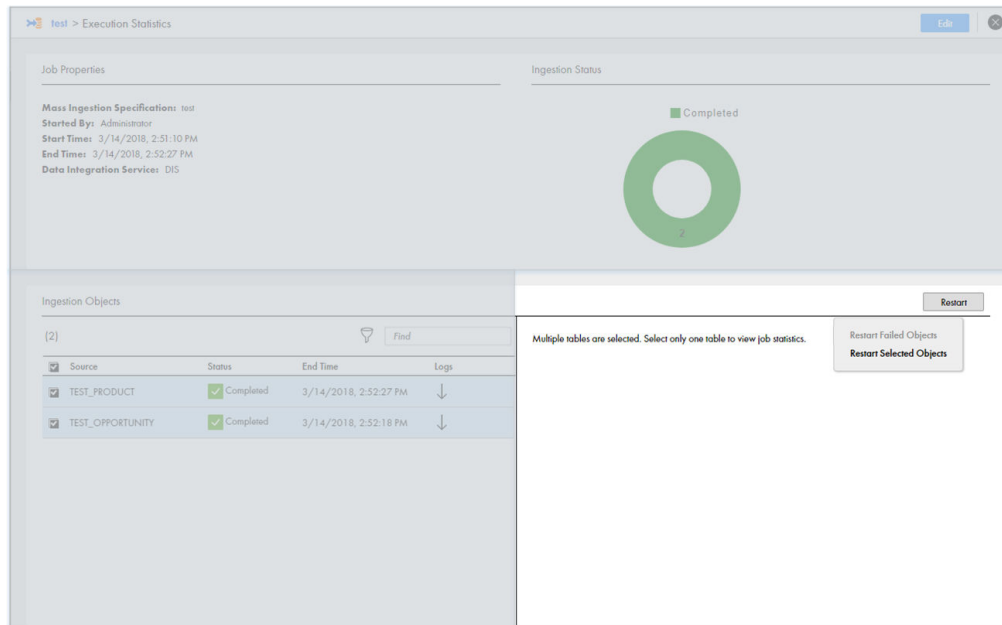 test > Execution Statistics
Edit
Job Properties
Mass Ingestion Specification: test
Started By: Administrator
Start Time: 3/14/2018, 2:51:10 PM
End Time: 3/14/2018, 2:52:27 PM
Data Integration Service: DIS
Ingestion Status
Completed
2
Ingestion Objects
(2)
Find
Source Status End Time Logs
TEST_PRODUCT Completed 3/14/2018, 2:52:27 PM
TEST_OPPORTUNITY Completed 3/14/2018, 2:52:18 PM
Restart
Multiple tables are selected. Select only one table to view job statistics.
Restart Failed Objects
Restart Selected Objects